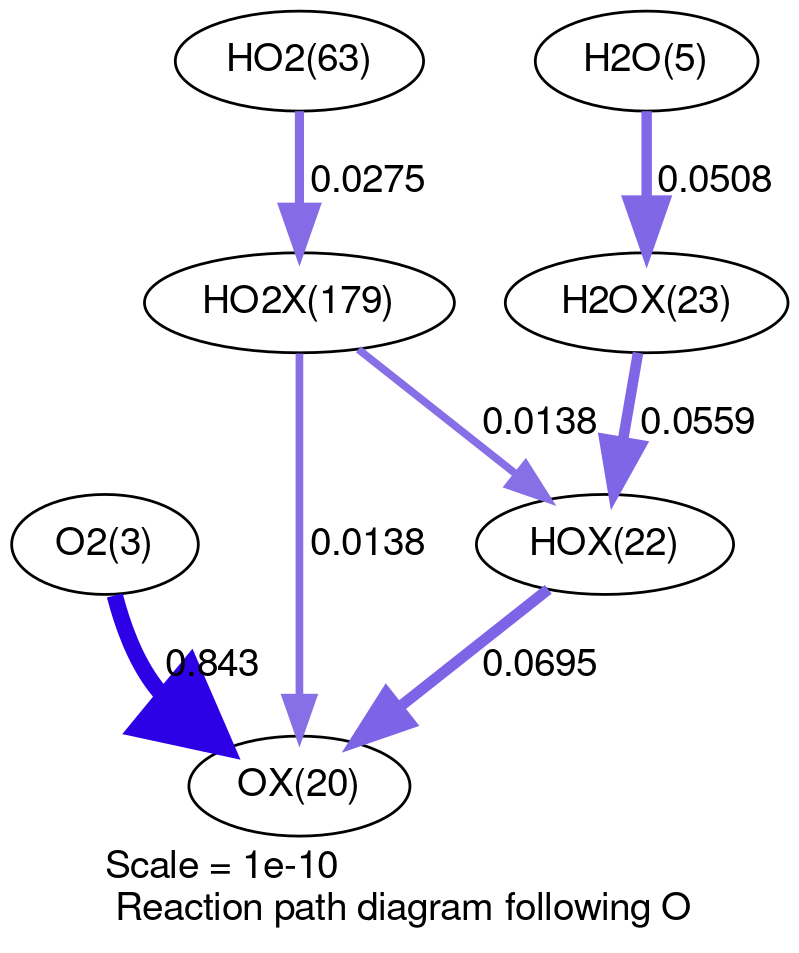 HO2(63)
H2O(5)
0.0275
0.0508
HO2X(179)
H2OX(23)
0.0138
0.0559
O2(3)
0.0138
HOX(22)
0.843
0.0695
OX(20)
Scale = 1e-10
Reaction path diagram following O